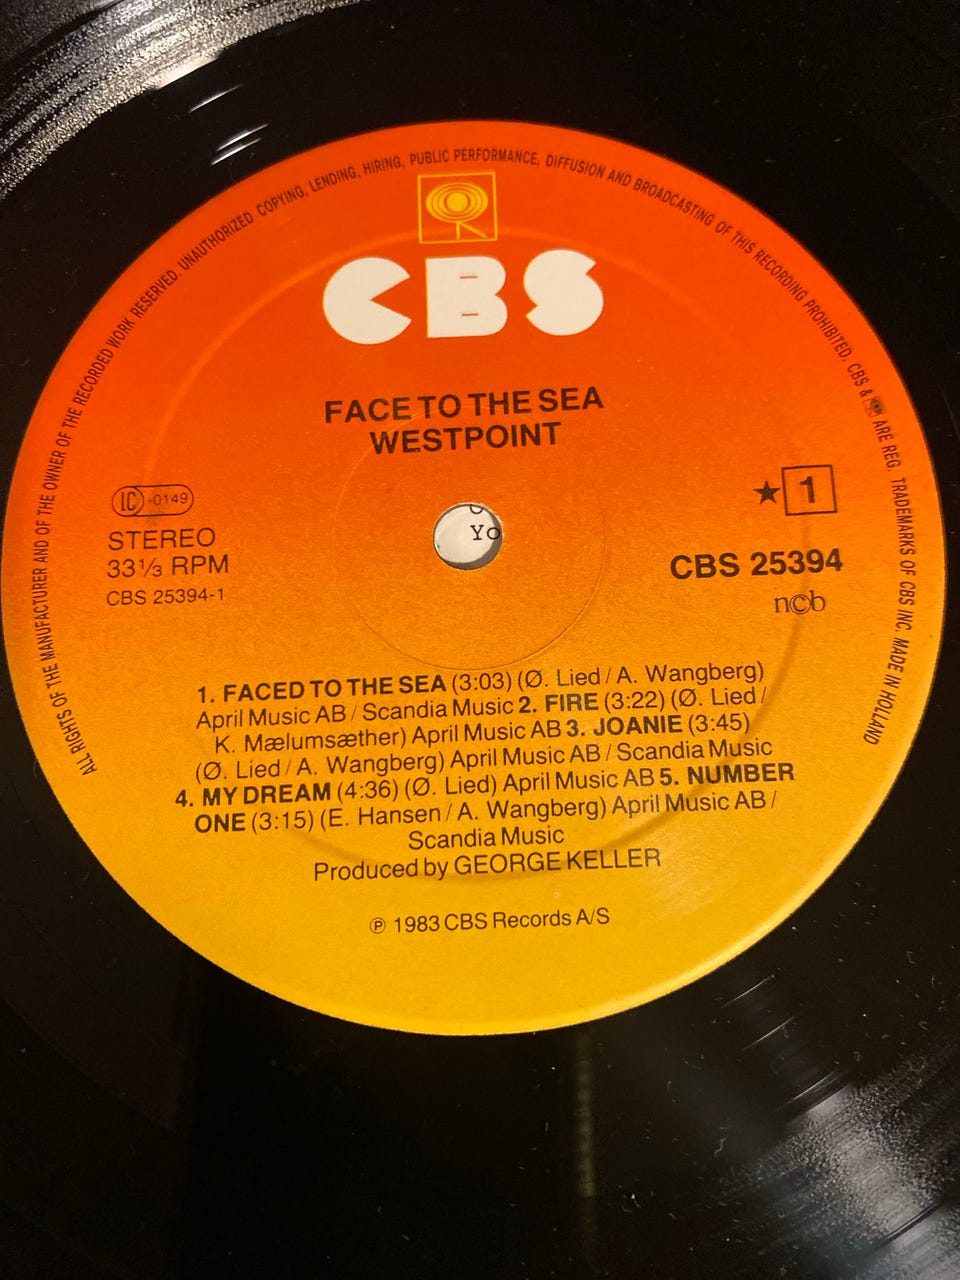 ALL RIGHTS OF THE MANUFACTURER AND OF THE OWNER OF THE RECORDED WORK RESERVED. UNAUTHORIZED COPYING, LENDING, HIRING, PUBLIC PERFORMANCE, DIFFUSION AND BROADCASTING OF THIS RECORDING PROHIBITED. CBS & ARE REG. TRADEMARKS OF CBS INC. MADE IN HOLLAND
CBS
FACE TO THE SEA
WESTPOINT
LC -0149
STEREO
33⅓ RPM
CBS 25394-1
★ 1
CBS 25394
n©b
Yo
1. FACED TO THE SEA (3:03) (Ø. Lied / A. Wangberg)
April Music AB / Scandia Music 2. FIRE (3:22) (Ø. Lied /
K. Mælumsæther) April Music AB 3. JOANIE (3:45)
(Ø. Lied / A. Wangberg) April Music AB / Scandia Music
4. MY DREAM (4:36) (Ø. Lied) April Music AB 5. NUMBER
ONE (3:15) (E. Hansen / A. Wangberg) April Music AB /
Scandia Music
Produced by GEORGE KELLER
℗ 1983 CBS Records A/S